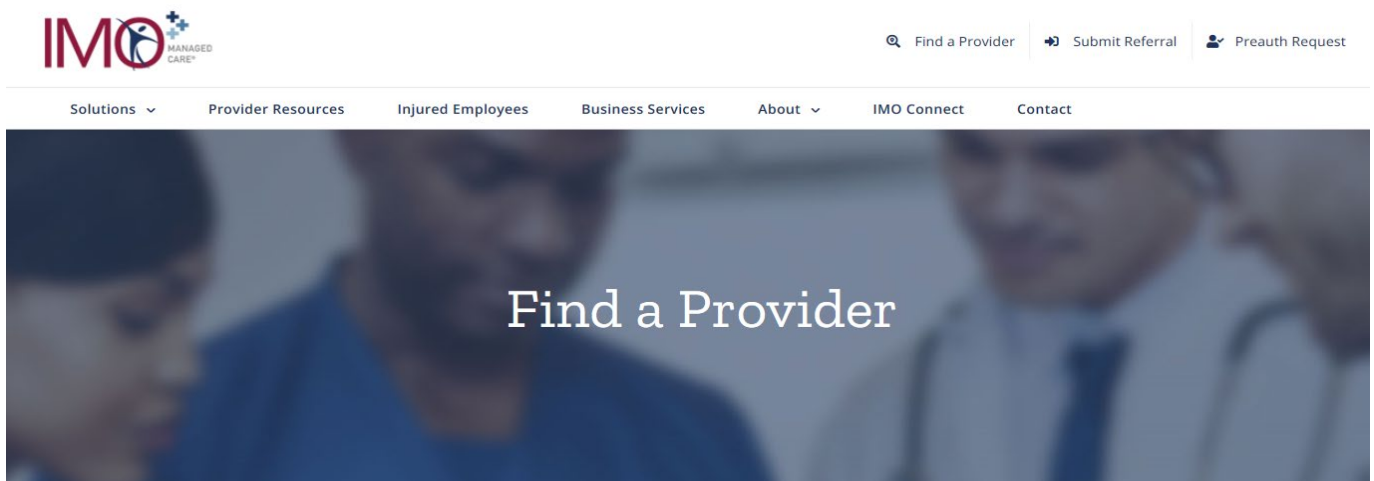 IMO
MANAGED
CARE®
Find a Provider
Submit Referral
Preauth Request
Solutions
Provider Resources
Injured Employees
Business Services
About
IMO Connect
Contact
Find a Provider